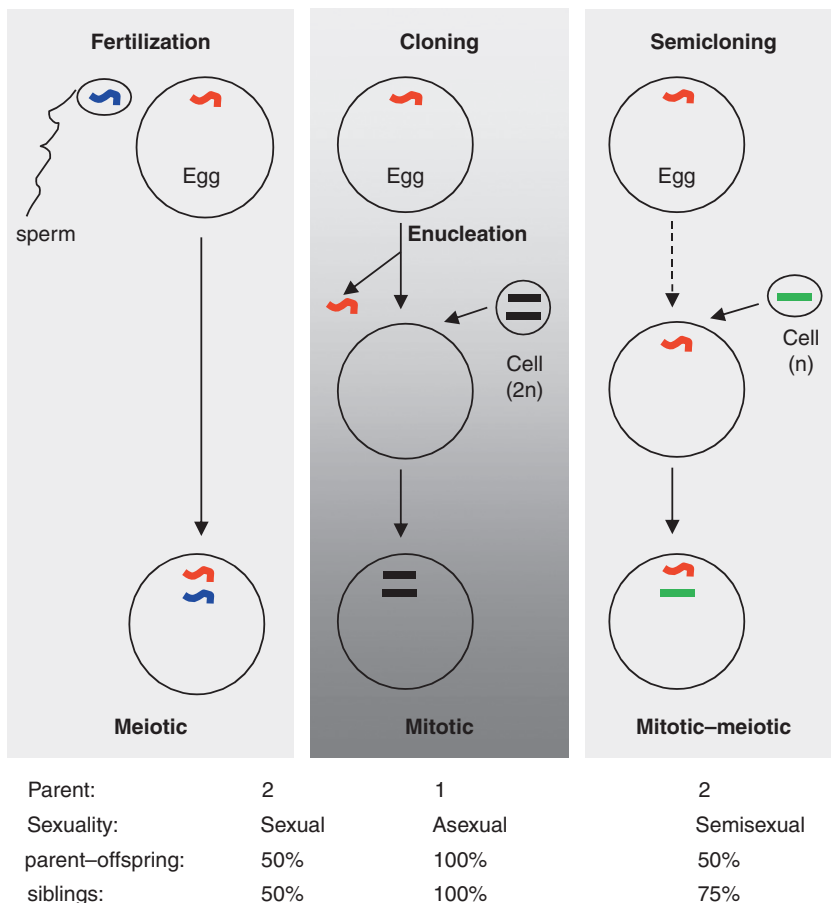 Fertilization
Egg
sperm
Meiotic
Cloning
Egg
Enucleation
Cell
(2n)
Mitotic
Semicloning
Egg
Cell
(n)
Mitotic–meiotic
Parent: 2 1 2
Sexuality: Sexual Asexual Semisexual
parent–offspring: 50% 100% 50%
siblings: 50% 100% 75%